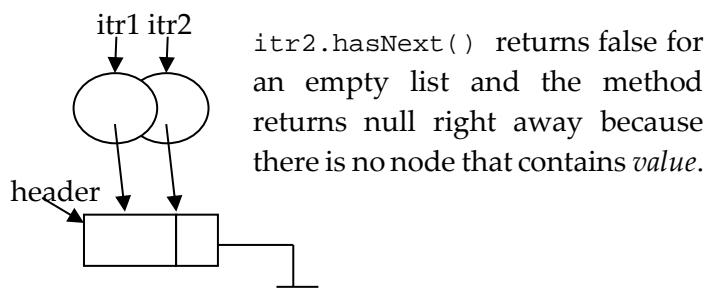 itr1 itr2
itr2.hasNext() returns false for
an empty list and the method
returns null right away because
there is no node that contains value.
header